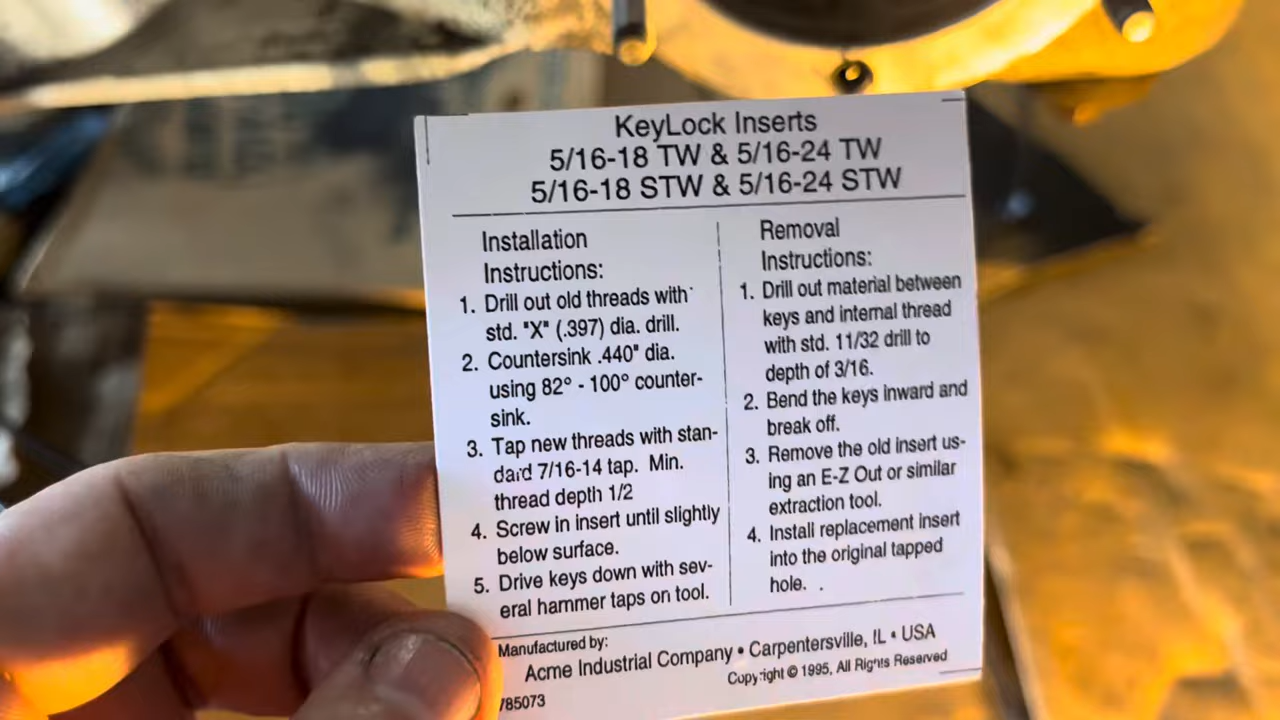 KeyLock Inserts
5/16-18 TW & 5/16-24 TW
5/16-18 STW & 5/16-24 STW
Installation
Instructions:
1. Drill out old threads with
std. "X" (.397) dia. drill.
2. Countersink .440" dia.
using 82° - 100° counter-
sink.
3. Tap new threads with stan-
dard 7/16-14 tap. Min.
thread depth 1/2
4. Screw in insert until slightly
below surface.
5. Drive keys down with sev-
eral hammer taps on tool.
Removal
Instructions:
1. Drill out material between
keys and internal thread
with std. 11/32 drill to
depth of 3/16.
2. Bend the keys inward and
break off.
3. Remove the old insert us-
ing an E-Z Out or similar
extraction tool.
4. Install replacement insert
into the original tapped
hole.
Manufactured by:
Acme Industrial Company • Carpentersville, IL • USA
Copyright © 1995, All Rights Reserved
785073